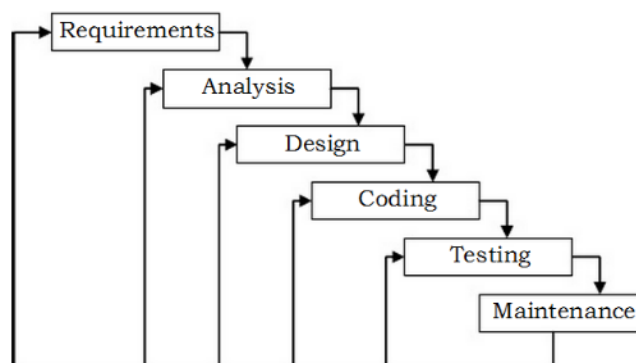 Requirements
Analysis
Design
Coding
Testing
Maintenance